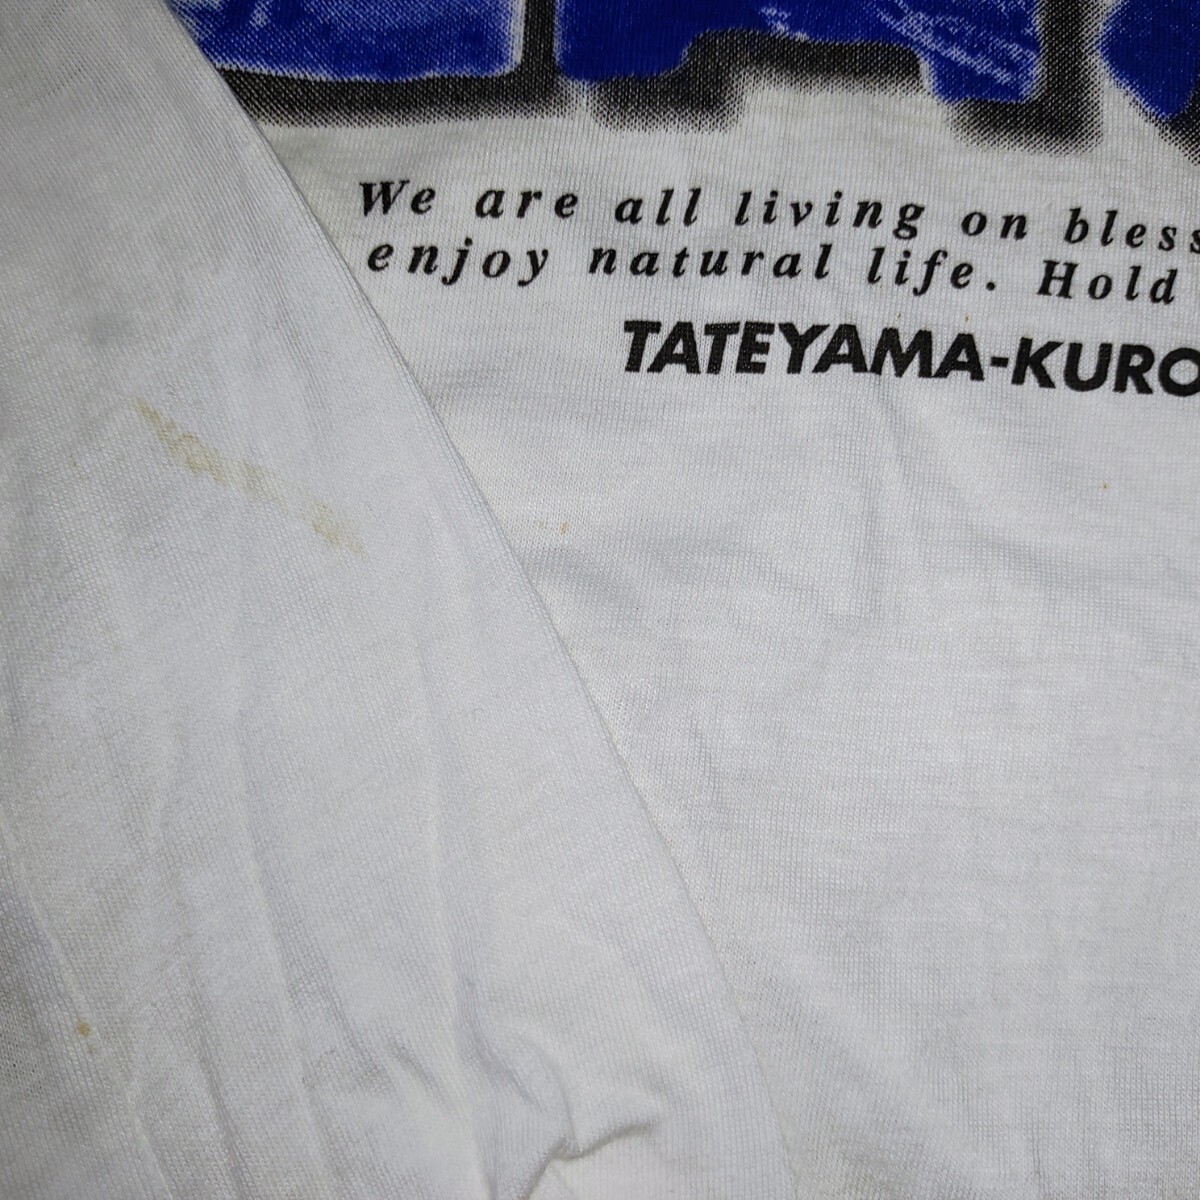 We are all living on bless
enjoy natural life. Hold
TATEYAMA-KURO